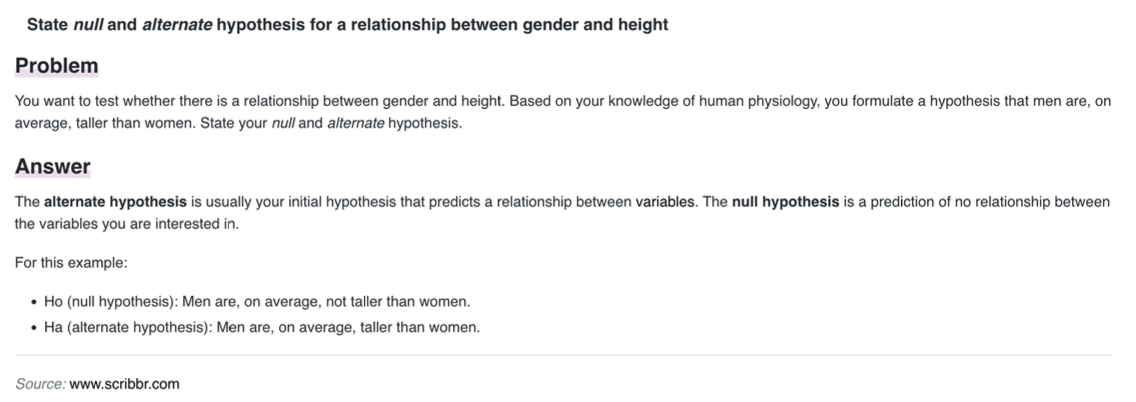 State null and alternate hypothesis for a relationship between gender and height
Problem
You want to test whether there is a relationship between gender and height. Based on your knowledge of human physiology, you formulate a hypothesis that men are, on
average, taller than women. State your null and alternate hypothesis.
Answer
The alternate hypothesis is usually your initial hypothesis that predicts a relationship between variables. The null hypothesis is a prediction of no relationship between
the variables you are interested in.
For this example:
• Ho (null hypothesis): Men are, on average, not taller than women.
• Ha (alternate hypothesis): Men are, on average, taller than women.
Source: www.scribbr.com